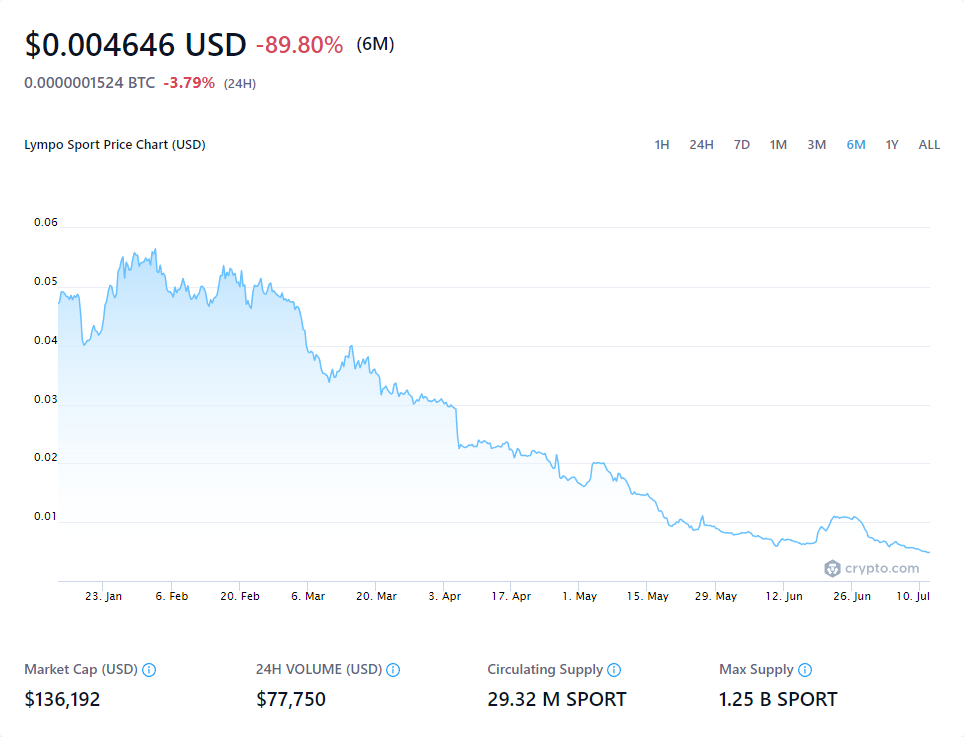 $0.004646 USD -89.80% (6M)
0.0000001524 BTC -3.79% (24H)
Lympo Sport Price Chart (USD) 1H 24H 7D 1M 3M 6M 1Y ALL
0.06
0.05
0.04
0.03
0.02
0.01
crypto.com
23. Jan 6. Feb 20. Feb 6. Mar 20. Mar 3. Apr 17. Apr 1. May 15. May 29. May 12. Jun 26. Jun 10. Jul
Market Cap (USD) 24H VOLUME (USD) Circulating Supply Max Supply
$136,192 $77,750 29.32 M SPORT 1.25 B SPORT